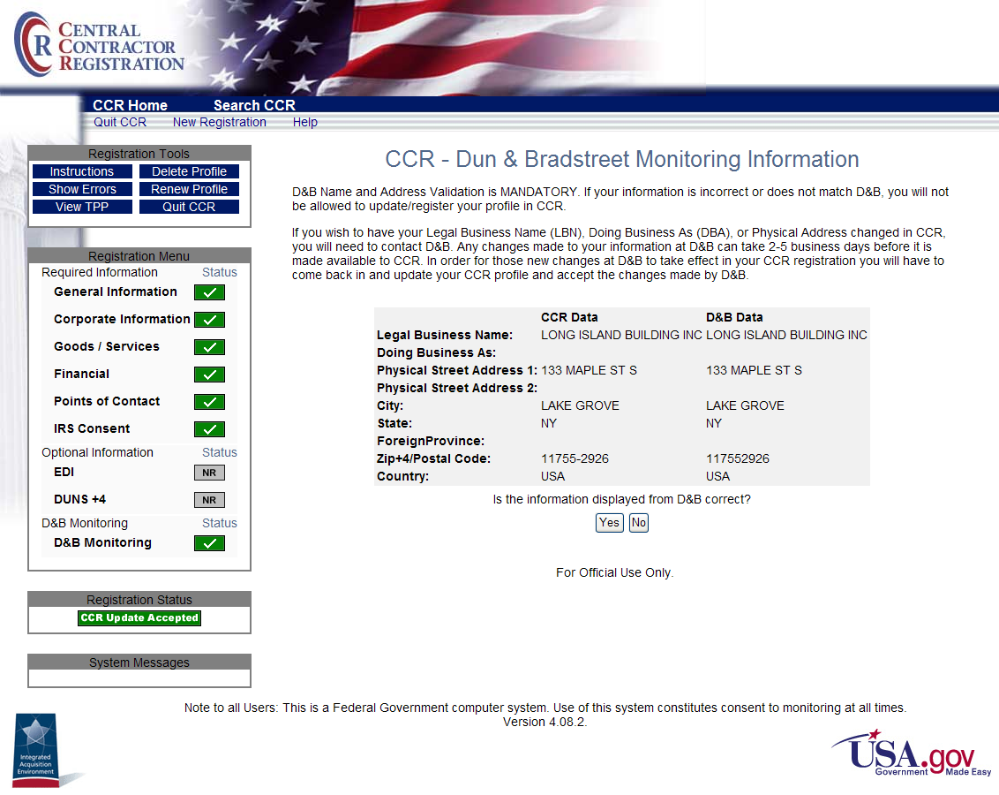 CENTRAL
CONTRACTOR
REGISTRATION
CCR Home Search CCR
Quit CCR New Registration Help
Registration Tools
Instructions Delete Profile
Show Errors Renew Profile
View TPP Quit CCR
Registration Menu
Required Information Status
General Information
Corporate Information
Goods / Services
Financial
Points of Contact
IRS Consent
Optional Information Status
EDI NR
DUNS +4 NR
D&B Monitoring Status
D&B Monitoring
Registration Status
CCR Update Accepted
System Messages
CCR - Dun & Bradstreet Monitoring Information
D&B Name and Address Validation is MANDATORY. If your information is incorrect or does not match D&B, you will not
be allowed to update/register your profile in CCR.
If you wish to have your Legal Business Name (LBN), Doing Business As (DBA), or Physical Address changed in CCR,
you will need to contact D&B. Any changes made to your information at D&B can take 2-5 business days before it is
made available to CCR. In order for those new changes at D&B to take effect in your CCR registration you will have to
come back in and update your CCR profile and accept the changes made by D&B.
CCR Data D&B Data
Legal Business Name: LONG ISLAND BUILDING INC LONG ISLAND BUILDING INC
Doing Business As:
Physical Street Address 1: 133 MAPLE ST S 133 MAPLE ST S
Physical Street Address 2:
City: LAKE GROVE LAKE GROVE
State: NY NY
ForeignProvince:
Zip+4/Postal Code: 11755-2926 117552926
Country: USA USA
Is the information displayed from D&B correct?
Yes No
For Official Use Only.
Note to all Users: This is a Federal Government computer system. Use of this system constitutes consent to monitoring at all times.
Version 4.08.2.
Integrated
Acquisition
Environment
USA.gov
Government Made Easy